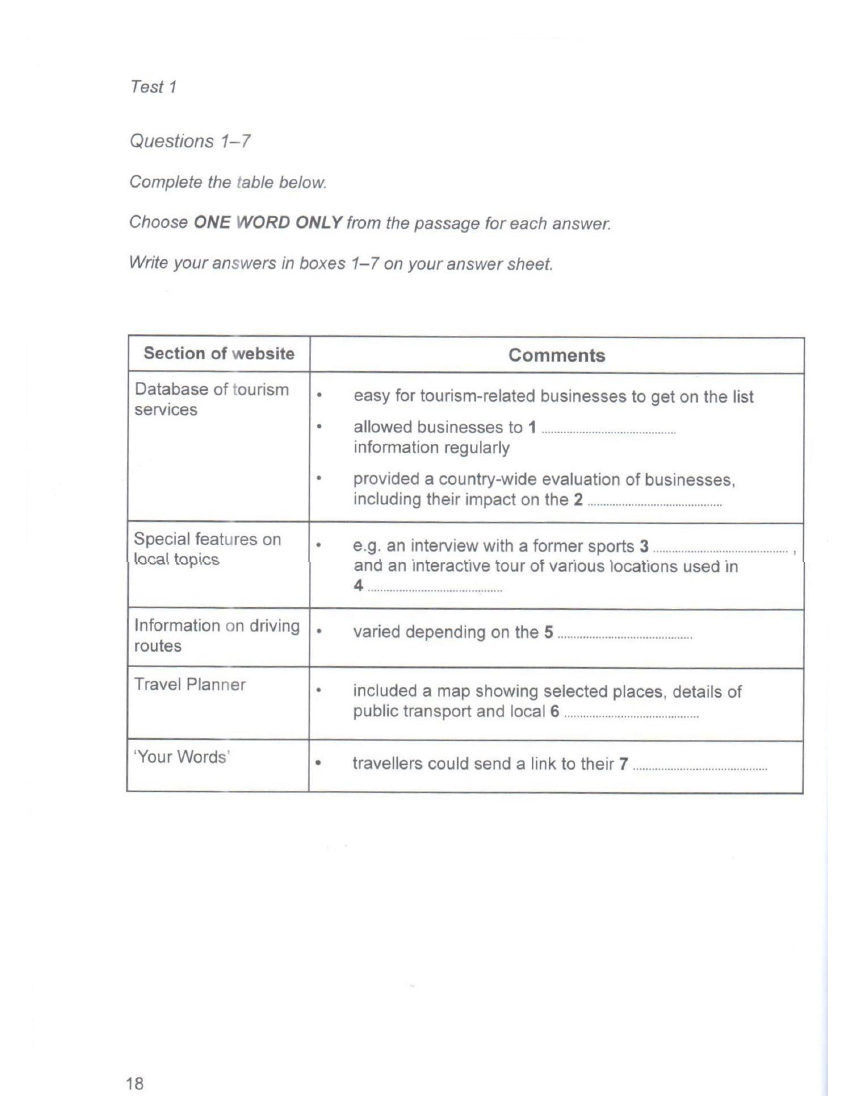 Test 1
Questions 1–7
Complete the table below.
Choose ONE WORD ONLY from the passage for each answer.
Write your answers in boxes 1–7 on your answer sheet.
Section of website
Comments
Database of tourism
services
• easy for tourism-related businesses to get on the list
• allowed businesses to 1 ..........................................
information regularly
• provided a country-wide evaluation of businesses,
including their impact on the 2 ..........................................
Special features on
local topics
• e.g. an interview with a former sports 3 .......................................... ,
and an interactive tour of various locations used in
4 ..........................................
Information on driving
routes
• varied depending on the 5 ..........................................
Travel Planner
• included a map showing selected places, details of
public transport and local 6 ..........................................
‘Your Words’
• travellers could send a link to their 7 ..........................................
18